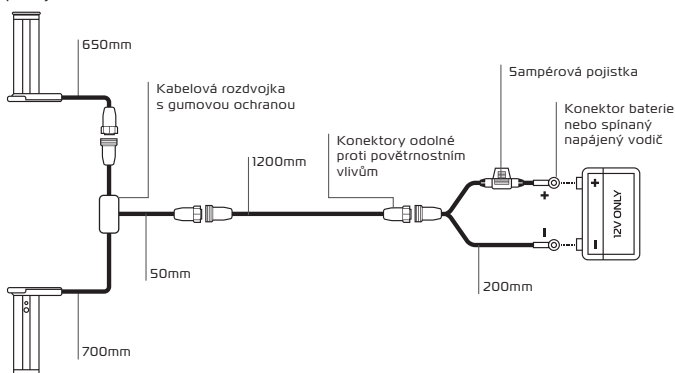 650mm
Kabelová rozdvojka
s gumovou ochranou
5ampérová pojistka
Konektor baterie
nebo spínaný
napájený vodič
Konektory odolné
proti povětrnostním
vlivům
1200mm
+
+
12V ONLY
–
–
50mm
200mm
700mm